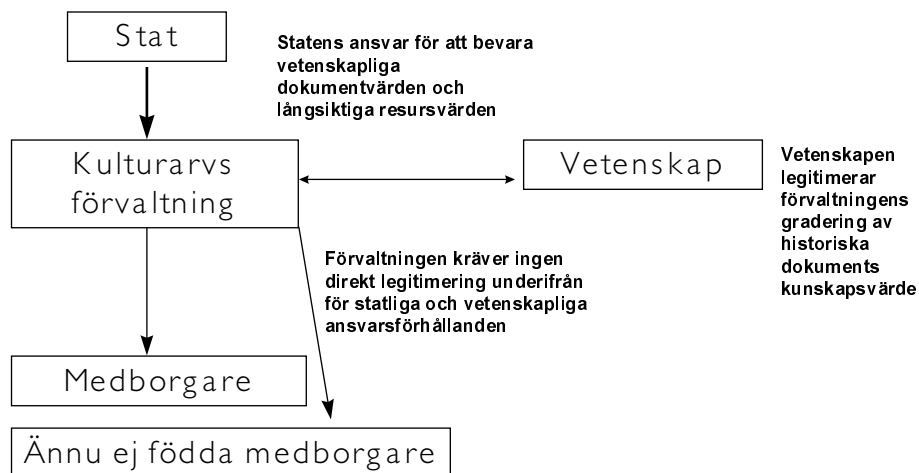 Stat
Statens ansvar för att bevara
vetenskapliga
dokumentvärden och
långsiktiga resursvärden
Kulturarvs
förvaltning
Vetenskap
Vetenskapen
legitimerar
förvaltningens
gradering av
historiska
dokuments
kunskapsvärde
Förvaltningen kräver ingen
direkt legitimering underifrån
för statliga och vetenskapliga
ansvarsförhållanden
Medborgare
Ännu ej födda medborgare